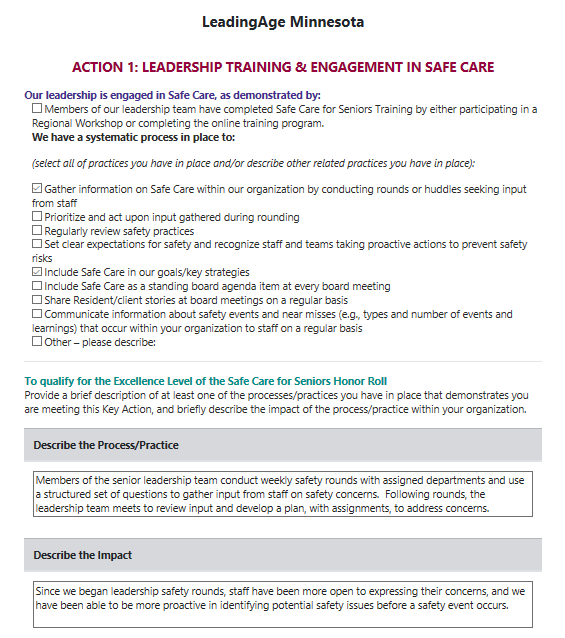 LeadingAge Minnesota
ACTION 1: LEADERSHIP TRAINING & ENGAGEMENT IN SAFE CARE
Our leadership is engaged in Safe Care, as demonstrated by:
☐ Members of our leadership team have completed Safe Care for Seniors Training by either participating in a
Regional Workshop or completing the online training program.
We have a systematic process in place to:
(select all of practices you have in place and/or describe other related practices you have in place):
☑ Gather information on Safe Care within our organization by conducting rounds or huddles seeking input
from staff
☐ Prioritize and act upon input gathered during rounding
☐ Regularly review safety practices
☐ Set clear expectations for safety and recognize staff and teams taking proactive actions to prevent safety
risks
☑ Include Safe Care in our goals/key strategies
☐ Include Safe Care as a standing board agenda item at every board meeting
☐ Share Resident/client stories at board meetings on a regular basis
☐ Communicate information about safety events and near misses (e.g., types and number of events and
learnings) that occur within your organization to staff on a regular basis
☐ Other – please describe:
To qualify for the Excellence Level of the Safe Care for Seniors Honor Roll
Provide a brief description of at least one of the processes/practices you have in place that demonstrates you
are meeting this Key Action, and briefly describe the impact of the process/practice within your organization.
Describe the Process/Practice
Members of the senior leadership team conduct weekly safety rounds with assigned departments and use
a structured set of questions to gather input from staff on safety concerns. Following rounds, the
leadership team meets to review input and develop a plan, with assignments, to address concerns.
Describe the Impact
Since we began leadership safety rounds, staff have been more open to expressing their concerns, and we
have been able to be more proactive in identifying potential safety issues before a safety event occurs.